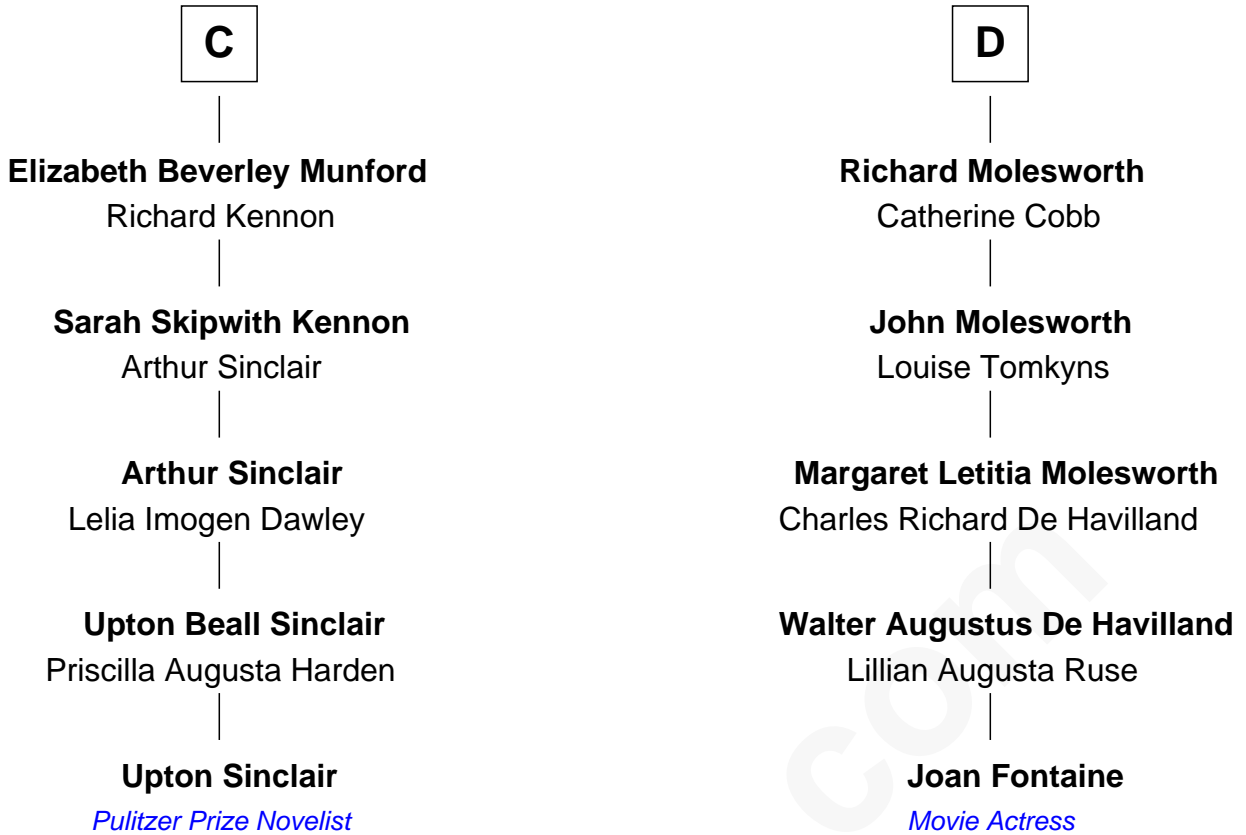 C
Elizabeth Beverley Munford
Richard Kennon
Sarah Skipwith Kennon
Arthur Sinclair
Arthur Sinclair
Lelia Imogen Dawley
Upton Beall Sinclair
Priscilla Augusta Harden
Upton Sinclair
Pulitzer Prize Novelist
D
Richard Molesworth
Catherine Cobb
John Molesworth
Louise Tomkyns
Margaret Letitia Molesworth
Charles Richard De Havilland
Walter Augustus De Havilland
Lillian Augusta Ruse
Joan Fontaine
Movie Actress
com